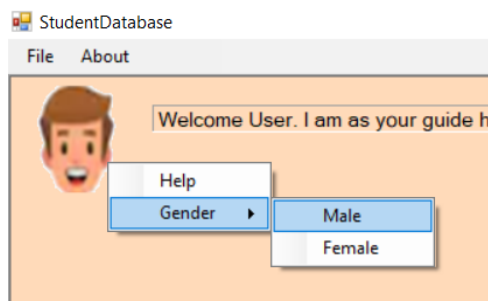 StudentDatabase
File About
Welcome User. I am as your guide h
Help
Gender
Male
Female